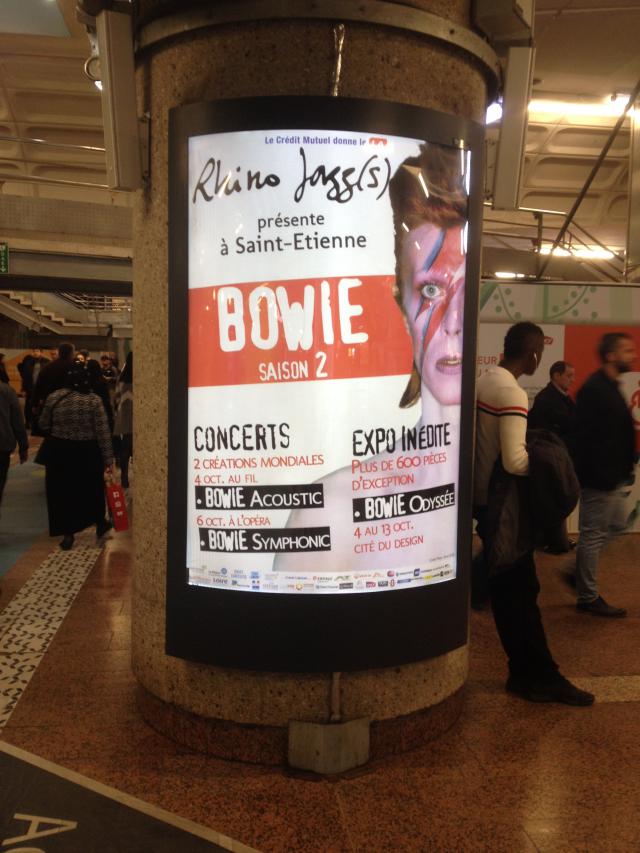 Le Crédit Mutuel donne le
Rhino Jazz(s)
présente
à Saint-Etienne
BOWIE
SAISON 2
CONCERTS
2 CRÉATIONS MONDIALES
4 OCT. AU FIL
• BOWIE ACOUSTIC
6 OCT. À L'OPÉRA
• BOWIE SYMPHONIC
EXPO INÉDITE
PLUS DE 600 PIÈCES
D'EXCEPTION
• BOWIE ODYSSÉE
4 AU 13 OCT.
CITÉ DU DESIGN